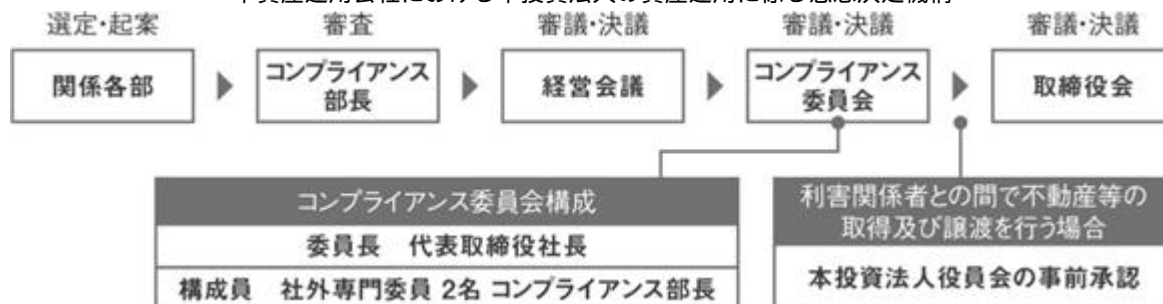 選定・起案
審査
審議・決議
審議・決議
審議・決議
関係各部
コンプライアンス
部長
経営会議
コンプライアンス
委員会
取締役会
コンプライアンス委員会構成
委員長 代表取締役社長
構成員 社外専門委員 2名 コンプライアンス部長
利害関係者との間で不動産等の
取得及び譲渡を行う場合
本投資法人役員会の事前承認